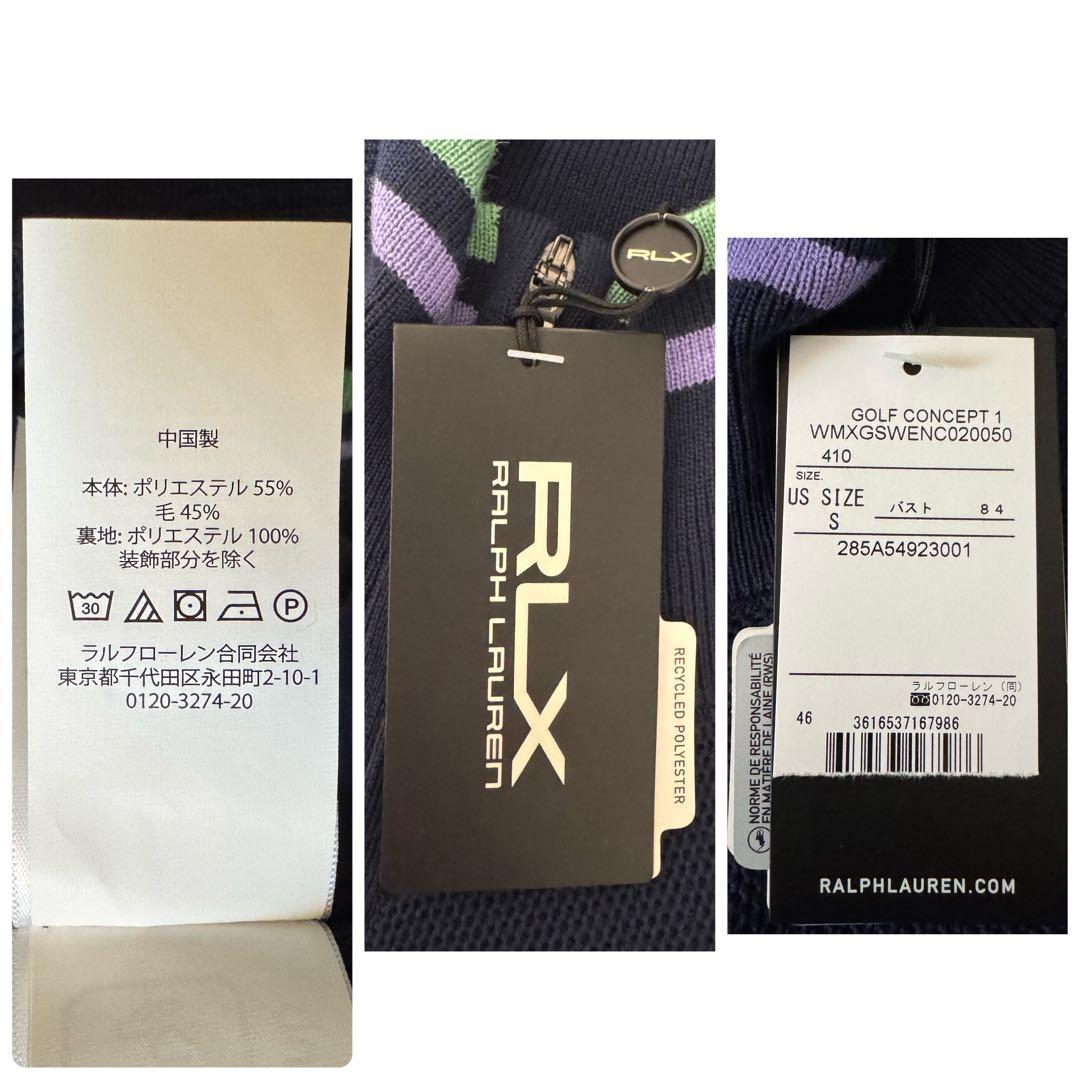 中国製
本体: ポリエステル 55%
毛 45%
裏地: ポリエステル 100%
装飾部分を除く
30
P
ラルフローレン合同会社
東京都千代田区永田町2-10-1
0120-3274-20
RLX
RLX
RALPH LAUREN
RECYCLED POLYESTER
GOLF CONCEPT 1
WMXGSWENC020050
410
SIZE.
US SIZE
S
バスト 84
285A54923001
ラルフローレン（同）
0120-3274-20
46 3616537167986
NORME DE RESPONSABILITÉ
EN MATIÈRE DE LAINE (RWS)
RALPHLAUREN.COM